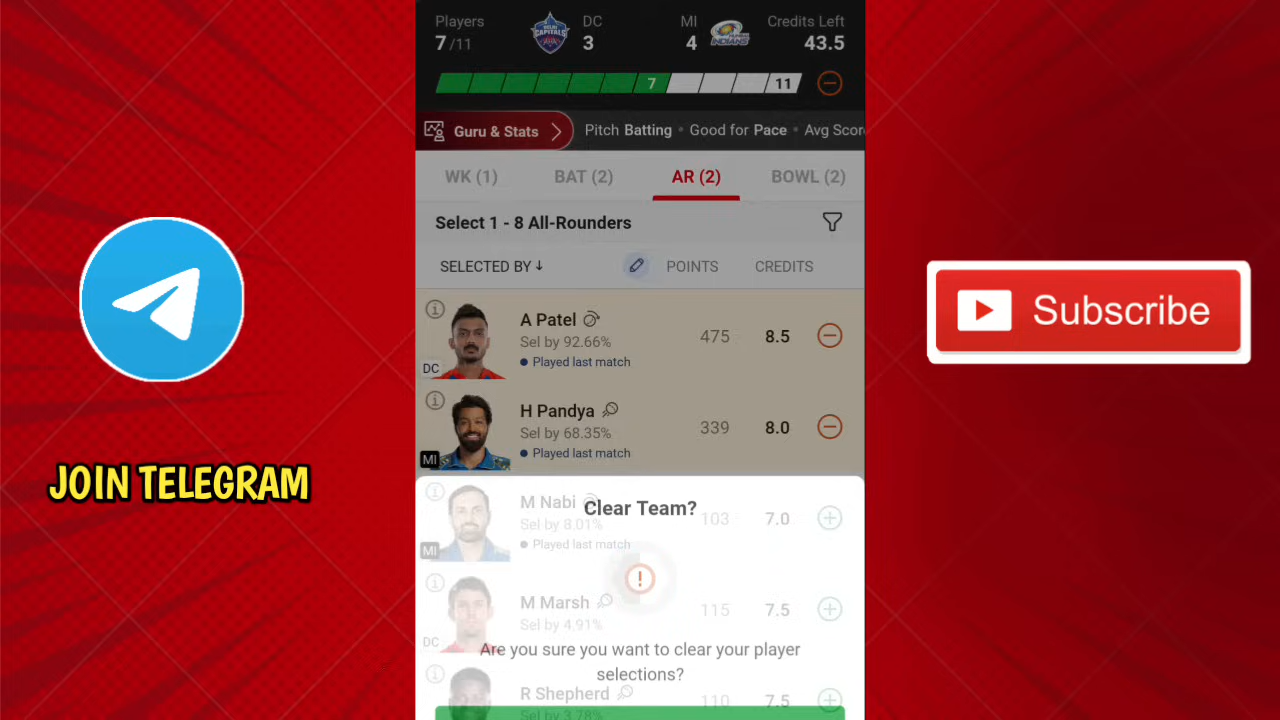 Players
7/11
DC
3
MI
4
Credits Left
43.5
7
11
Guru & Stats
Pitch Batting • Good for Pace • Avg Scor
WK (1)
BAT (2)
AR (2)
BOWL (2)
Select 1 - 8 All-Rounders
SELECTED BY ↓
POINTS
CREDITS
A Patel
475
8.5
Sel by 92.66%
Played last match
DC
H Pandya
339
8.0
Sel by 68.35%
Played last match
MI
M Nabi
103
7.0
Sel by 8.01%
Played last match
MI
Clear Team?
!
M Marsh
115
7.5
Sel by 4.91%
DC
Are you sure you want to clear your player
selections?
R Shepherd
110
7.5
Sel by 3.78%
JOIN TELEGRAM
Subscribe